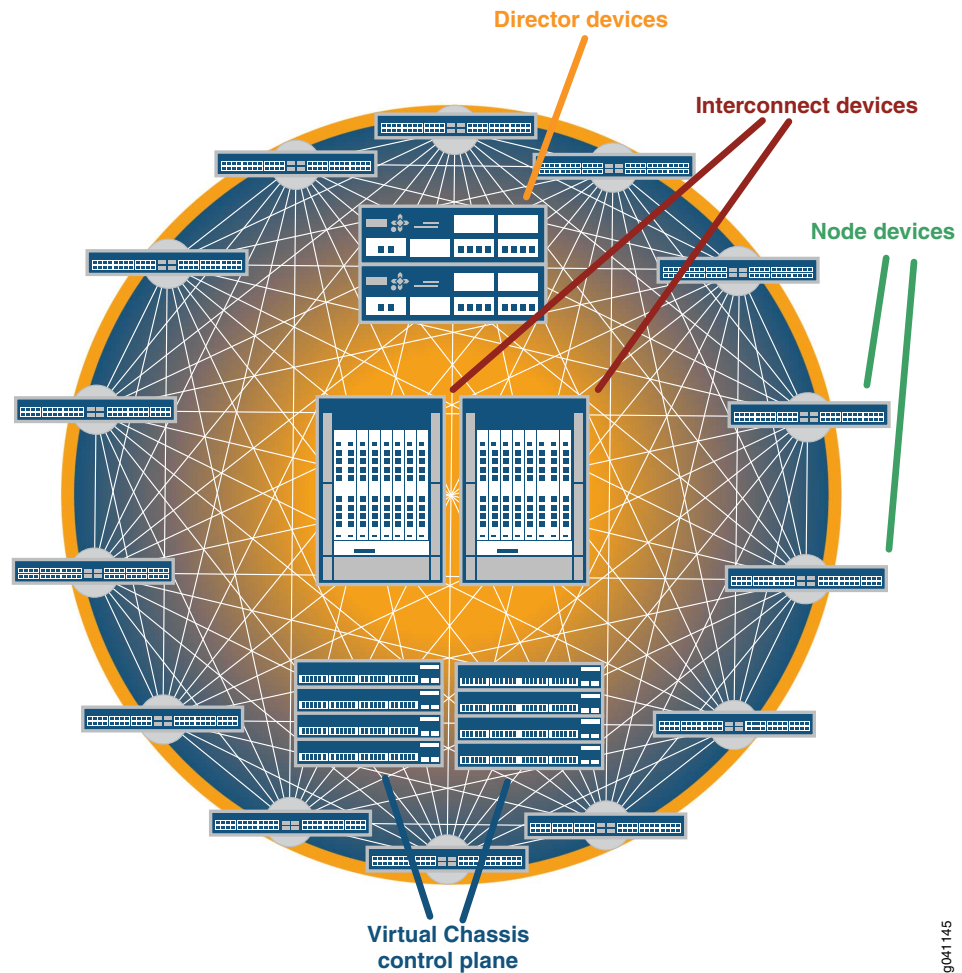 Director devices
Interconnect devices
Node devices
Virtual Chassis
control plane
g041145